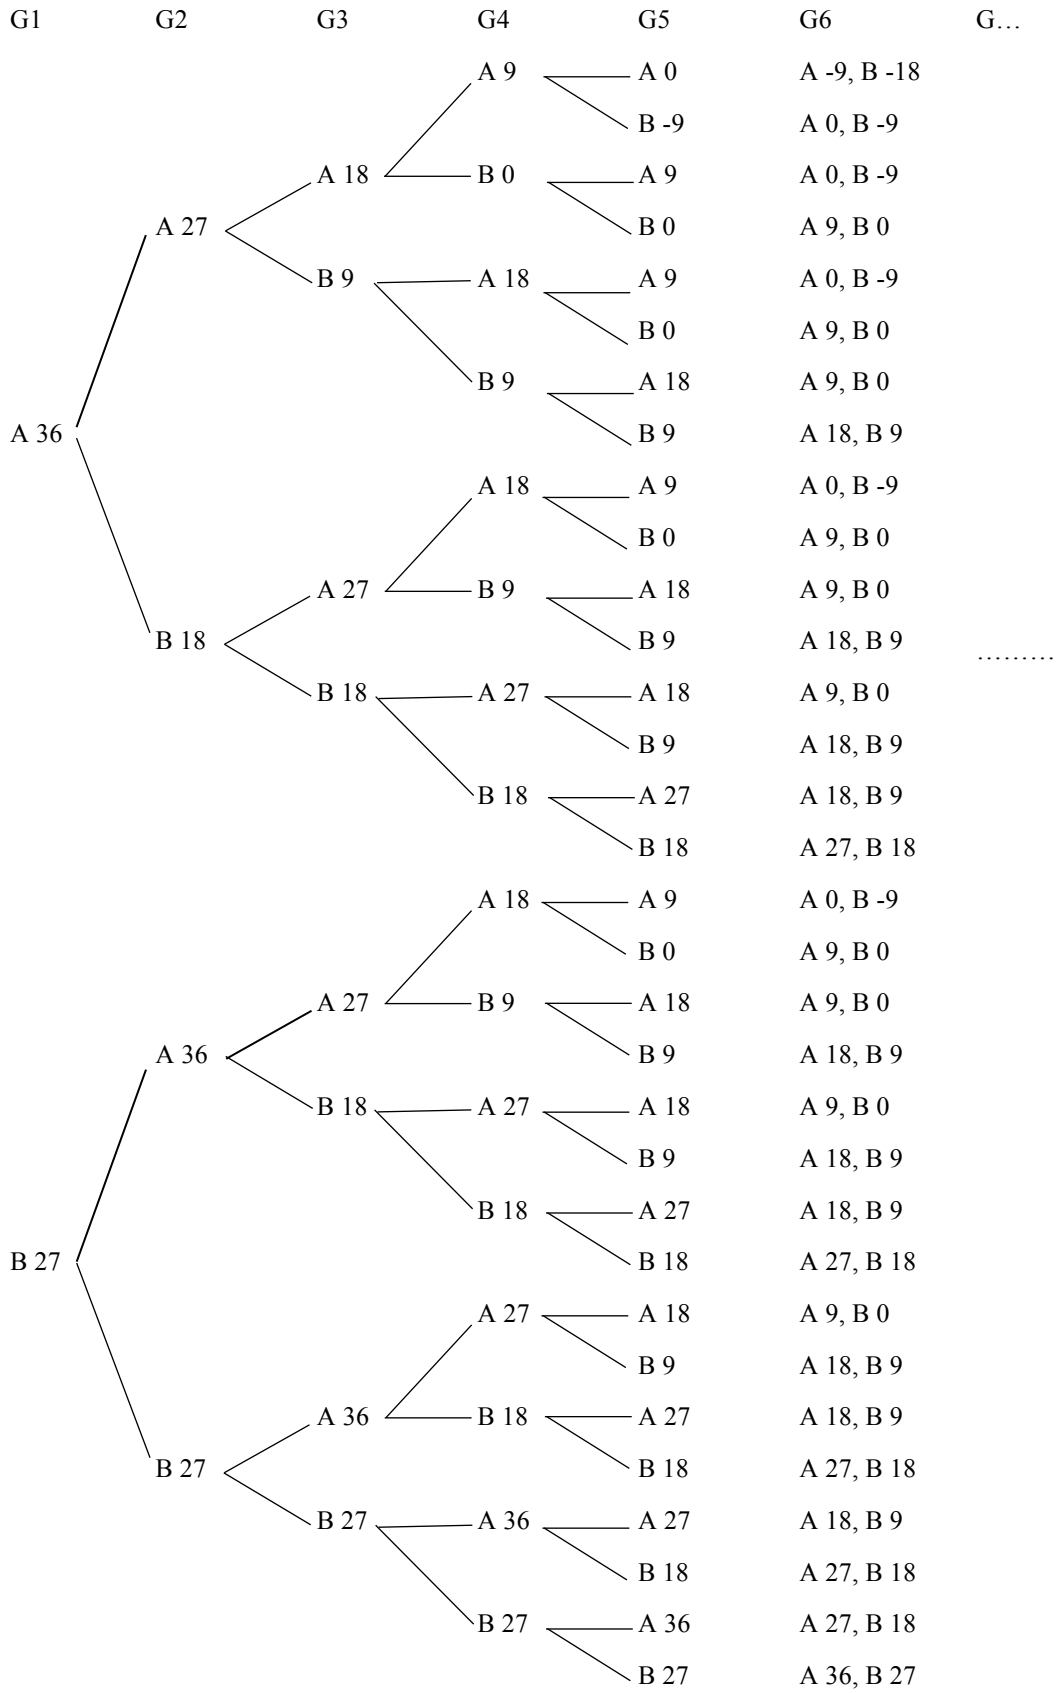 G1 G2 G3 G4 G5 G6 G…
A 9 A 0 A -9, B -18
B -9 A 0, B -9
A 18 B 0 A 9 A 0, B -9
A 27 B 0 A 9, B 0
B 9 A 18 A 9 A 0, B -9
B 0 A 9, B 0
B 9 A 18 A 9, B 0
A 36 B 9 A 18, B 9
A 18 A 9 A 0, B -9
B 0 A 9, B 0
A 27 B 9 A 18 A 9, B 0
B 18 B 9 A 18, B 9 ………
B 18 A 27 A 18 A 9, B 0
B 9 A 18, B 9
B 18 A 27 A 18, B 9
B 18 A 27, B 18
A 18 A 9 A 0, B -9
B 0 A 9, B 0
A 27 B 9 A 18 A 9, B 0
A 36 B 9 A 18, B 9
B 18 A 27 A 18 A 9, B 0
B 9 A 18, B 9
B 18 A 27 A 18, B 9
B 27 B 18 A 27, B 18
A 27 A 18 A 9, B 0
B 9 A 18, B 9
A 36 B 18 A 27 A 18, B 9
B 27 B 18 A 27, B 18
B 27 A 36 A 27 A 18, B 9
B 18 A 27, B 18
B 27 A 36 A 27, B 18
B 27 A 36, B 27